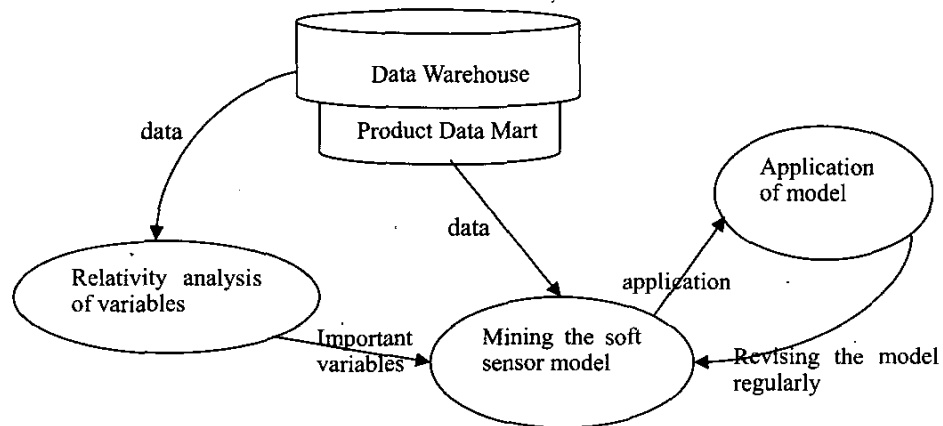 Data Warehouse
Product Data Mart
data
data
Application
of model
Relativity analysis
of variables
application
Important
variables
Mining the soft
sensor model
Revising the model
regularly